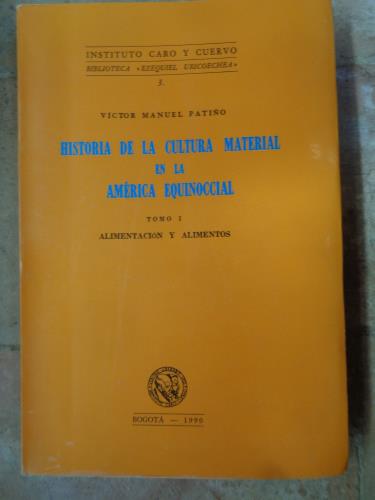 INSTITUTO CARO Y CUERVO
BIBLIOTECA «EZEQUIEL URICOECHEA»
3.
VÍCTOR MANUEL PATIÑO
HISTORIA DE LA CULTURA MATERIAL
EN LA
AMÉRICA EQUINOCCIAL
TOMO I
ALIMENTACIÓN Y ALIMENTOS
BOGOTÁ — 1990